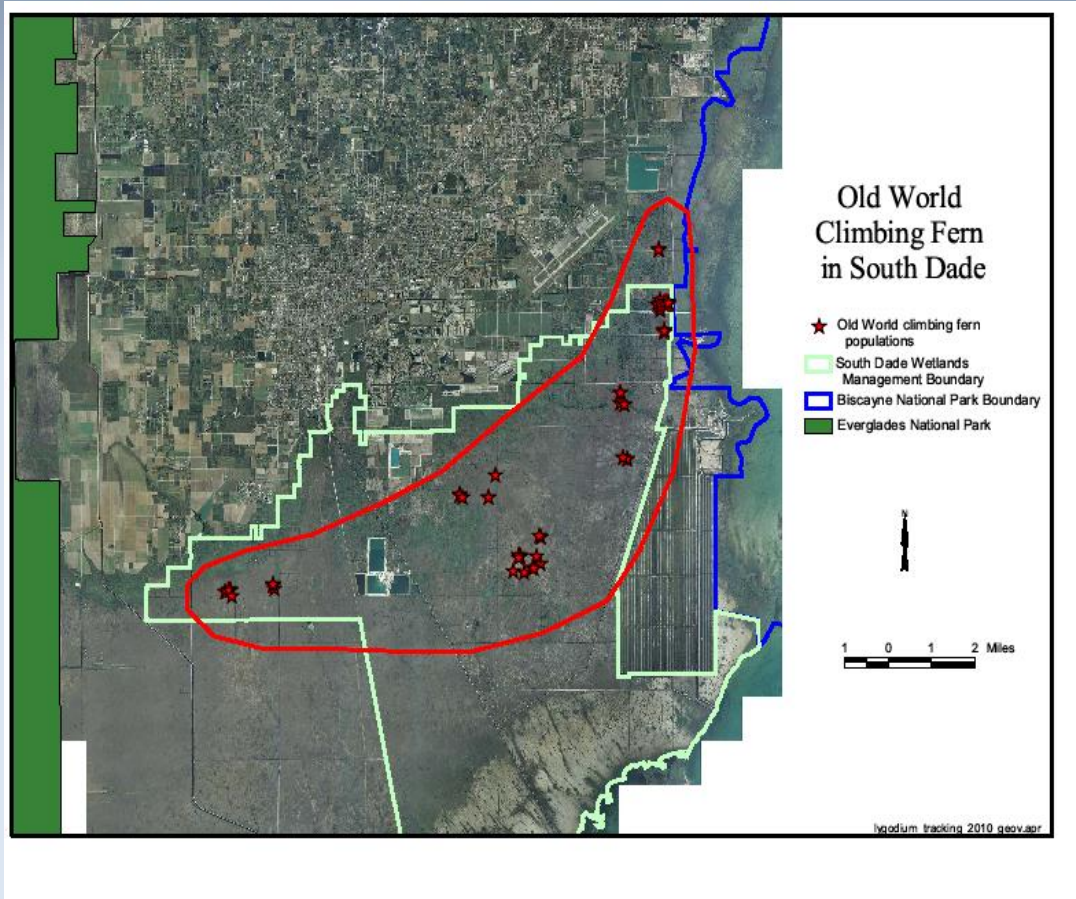 Old World
Climbing Fern
in South Dade
Old World climbing fern
populations
South Dade Wetlands
Management Boundary
Biscayne National Park Boundary
Everglades National Park
N
1 0 1 2 Miles
lygodium tracking 2010 geov.apr